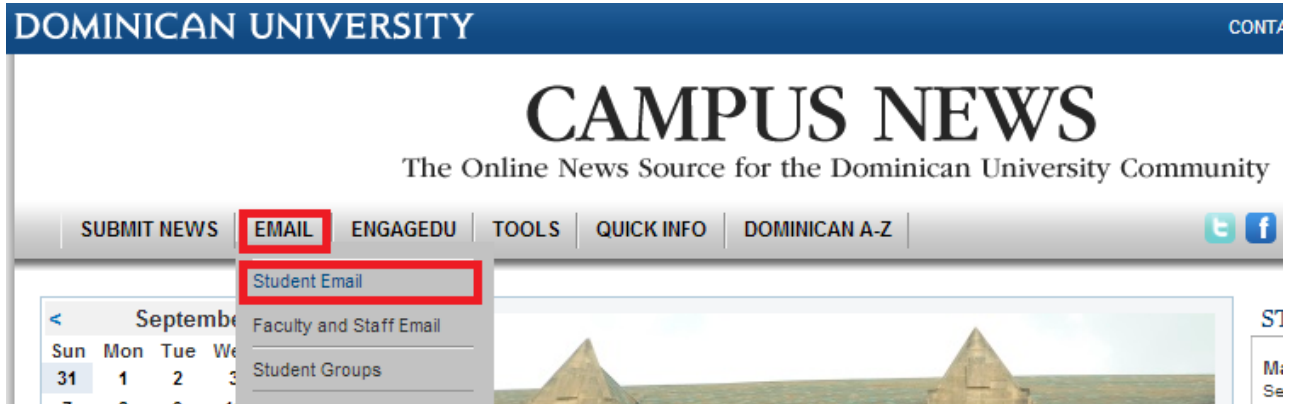 DOMINICAN UNIVERSITY
CAMPUS NEWS
The Online News Source for the Dominican University Community
SUBMIT NEWS EMAIL ENGAGEDU TOOLS QUICK INFO DOMINICAN A-Z
Student Email
Faculty and Staff Email
Student Groups
<
Sun Mon Tue
31 1 2